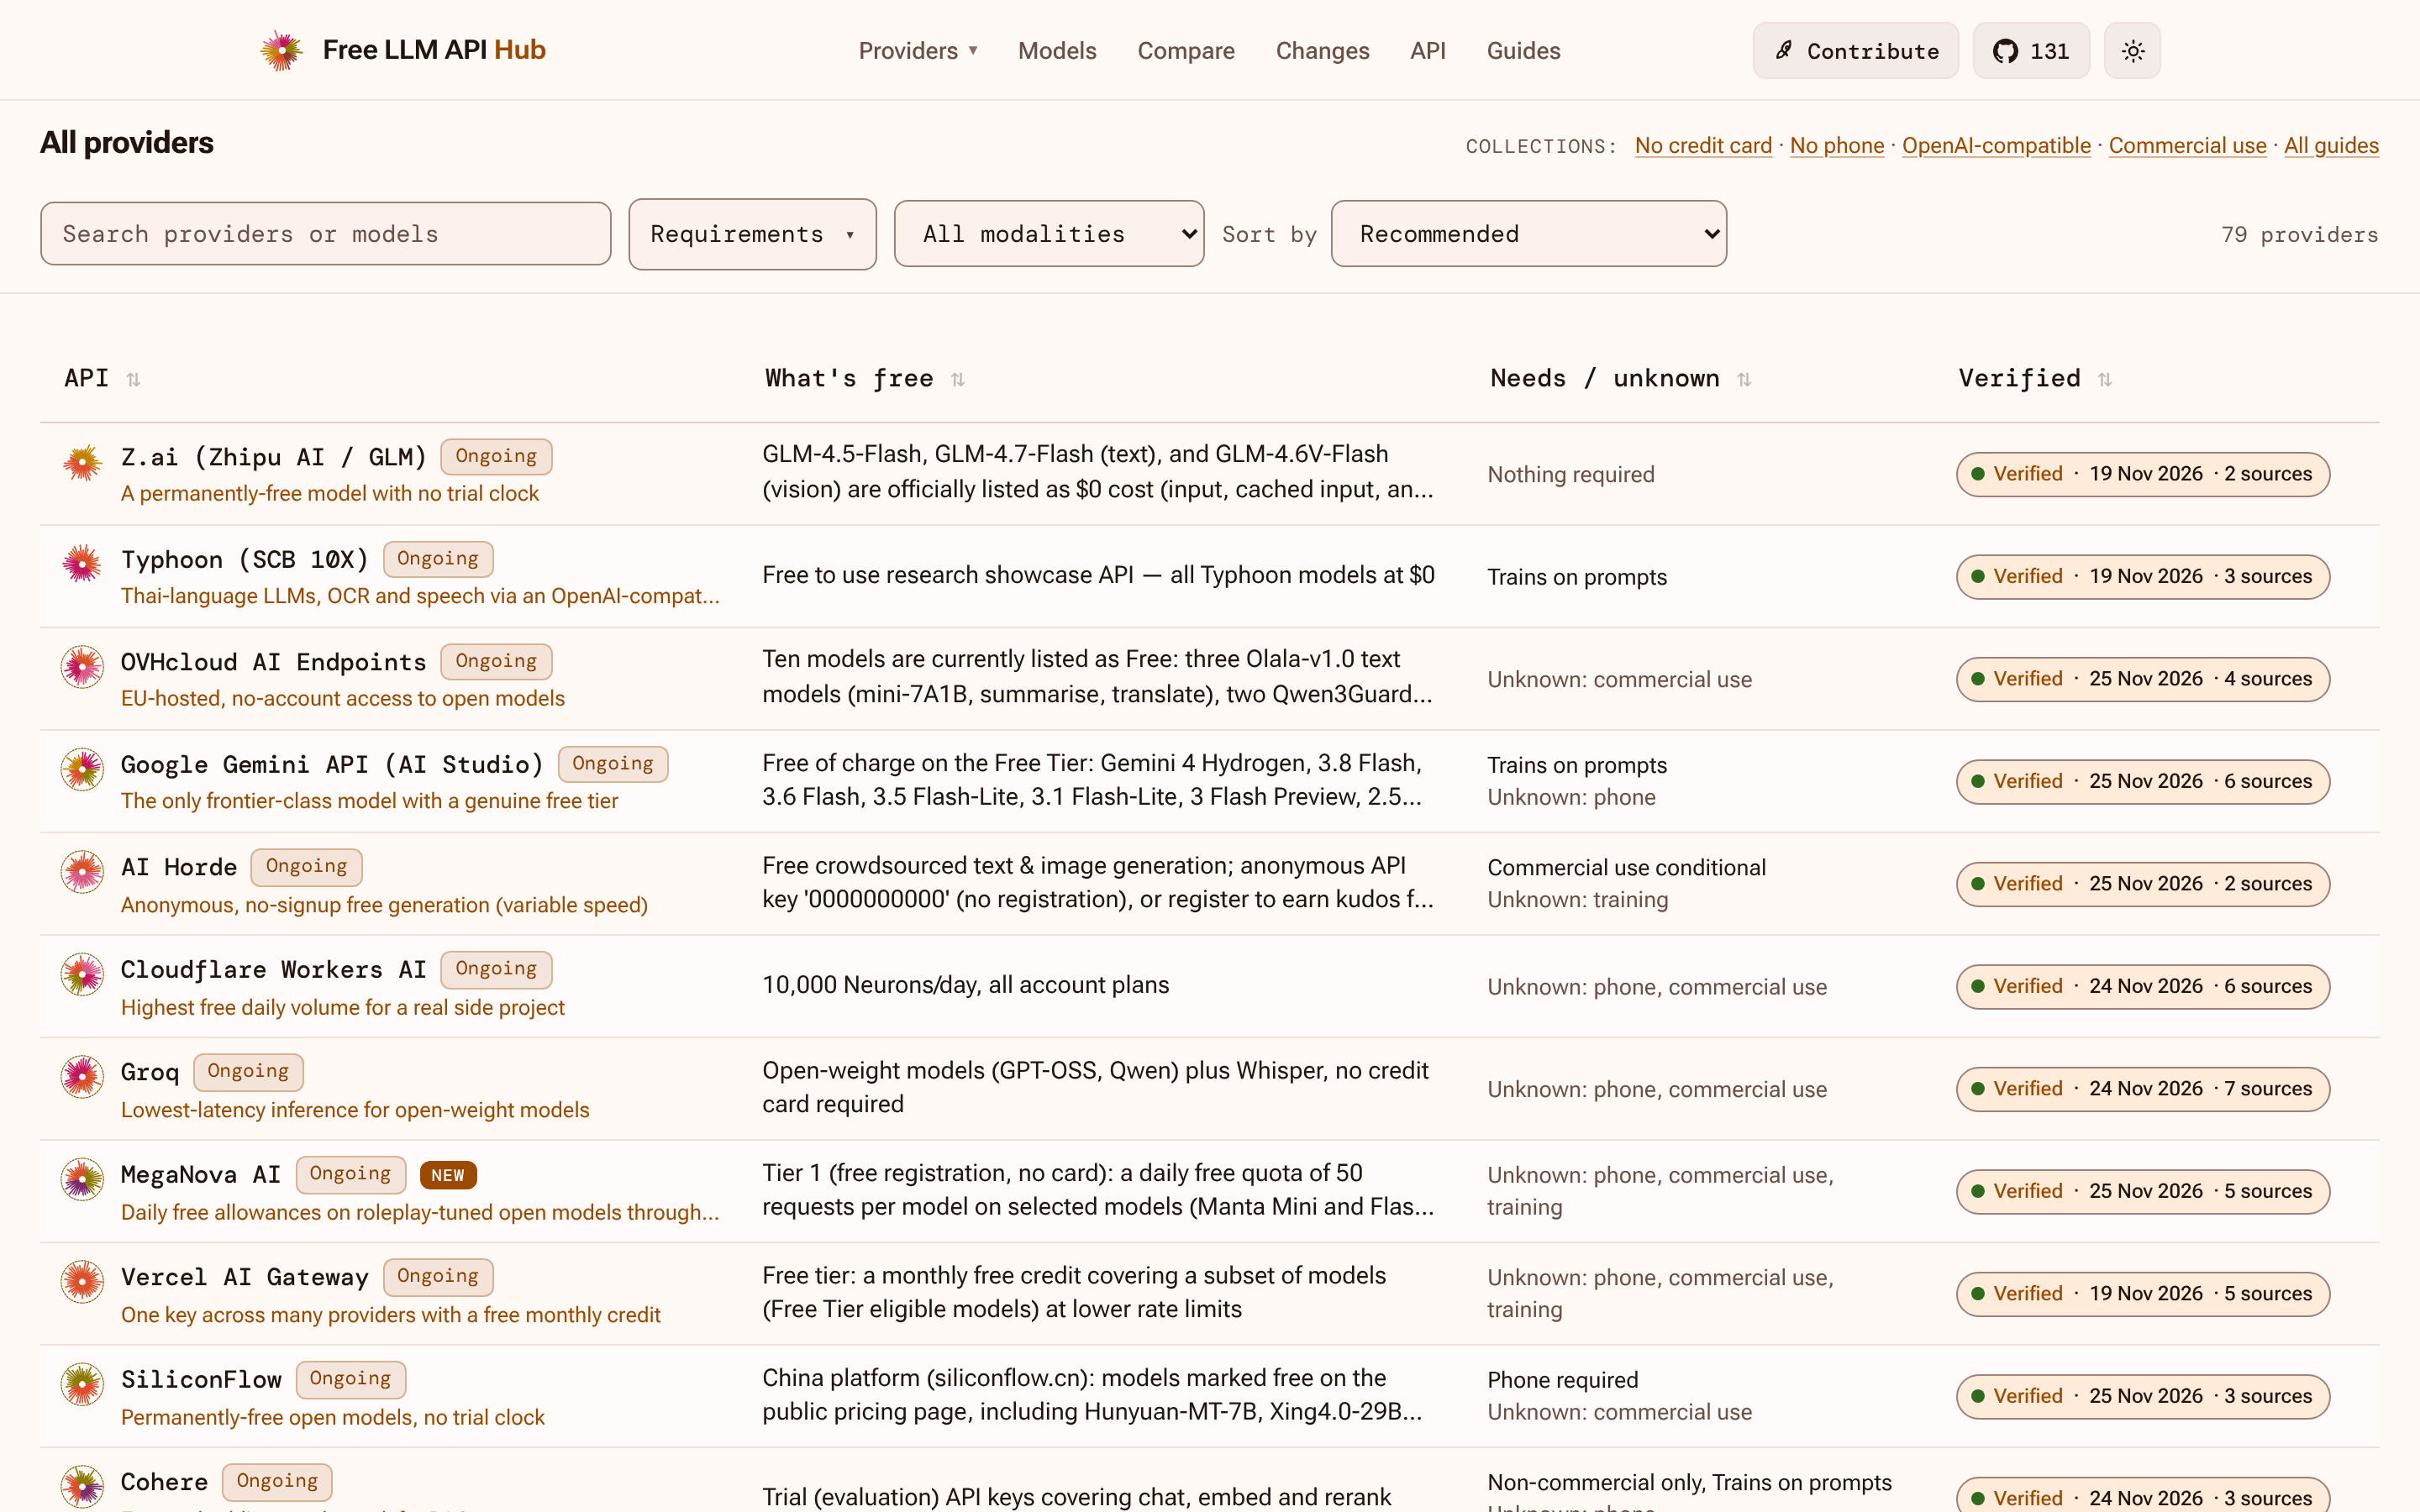 Free LLM API Hub
Providers ▾ Models Compare Changes API Guides
Contribute 131
All providers
COLLECTIONS: No credit card · No phone · OpenAI-compatible · Commercial use · All guides
Search providers or models Requirements ▾ All modalities Sort by Recommended 79 providers
API ⇅ What's free ⇅ Needs / unknown ⇅ Verified ⇅
Z.ai (Zhipu AI / GLM) Ongoing
A permanently-free model with no trial clock
GLM-4.5-Flash, GLM-4.7-Flash (text), and GLM-4.6V-Flash
(vision) are officially listed as $0 cost (input, cached input, an...
Nothing required
Verified · 19 Nov 2026 · 2 sources
Typhoon (SCB 10X) Ongoing
Thai-language LLMs, OCR and speech via an OpenAI-compat...
Free to use research showcase API — all Typhoon models at $0
Trains on prompts
Verified · 19 Nov 2026 · 3 sources
OVHcloud AI Endpoints Ongoing
EU-hosted, no-account access to open models
Ten models are currently listed as Free: three Olala-v1.0 text
models (mini-7A1B, summarise, translate), two Qwen3Guard...
Unknown: commercial use
Verified · 25 Nov 2026 · 4 sources
Google Gemini API (AI Studio) Ongoing
The only frontier-class model with a genuine free tier
Free of charge on the Free Tier: Gemini 4 Hydrogen, 3.8 Flash,
3.6 Flash, 3.5 Flash-Lite, 3.1 Flash-Lite, 3 Flash Preview, 2.5...
Trains on prompts
Unknown: phone
Verified · 25 Nov 2026 · 6 sources
AI Horde Ongoing
Anonymous, no-signup free generation (variable speed)
Free crowdsourced text & image generation; anonymous API
key '0000000000' (no registration), or register to earn kudos f...
Commercial use conditional
Unknown: training
Verified · 25 Nov 2026 · 2 sources
Cloudflare Workers AI Ongoing
Highest free daily volume for a real side project
10,000 Neurons/day, all account plans
Unknown: phone, commercial use
Verified · 24 Nov 2026 · 6 sources
Groq Ongoing
Lowest-latency inference for open-weight models
Open-weight models (GPT-OSS, Qwen) plus Whisper, no credit
card required
Unknown: phone, commercial use
Verified · 24 Nov 2026 · 7 sources
MegaNova AI Ongoing NEW
Daily free allowances on roleplay-tuned open models through...
Tier 1 (free registration, no card): a daily free quota of 50
requests per model on selected models (Manta Mini and Flas...
Unknown: phone, commercial use,
training
Verified · 25 Nov 2026 · 5 sources
Vercel AI Gateway Ongoing
One key across many providers with a free monthly credit
Free tier: a monthly free credit covering a subset of models
(Free Tier eligible models) at lower rate limits
Unknown: phone, commercial use,
training
Verified · 19 Nov 2026 · 5 sources
SiliconFlow Ongoing
Permanently-free open models, no trial clock
China platform (siliconflow.cn): models marked free on the
public pricing page, including Hunyuan-MT-7B, Xing4.0-29B...
Phone required
Unknown: commercial use
Verified · 25 Nov 2026 · 3 sources
Cohere Ongoing
Trial (evaluation) API keys covering chat, embed and rerank
Non-commercial only, Trains on prompts
Verified · 24 Nov 2026 · 3 sources